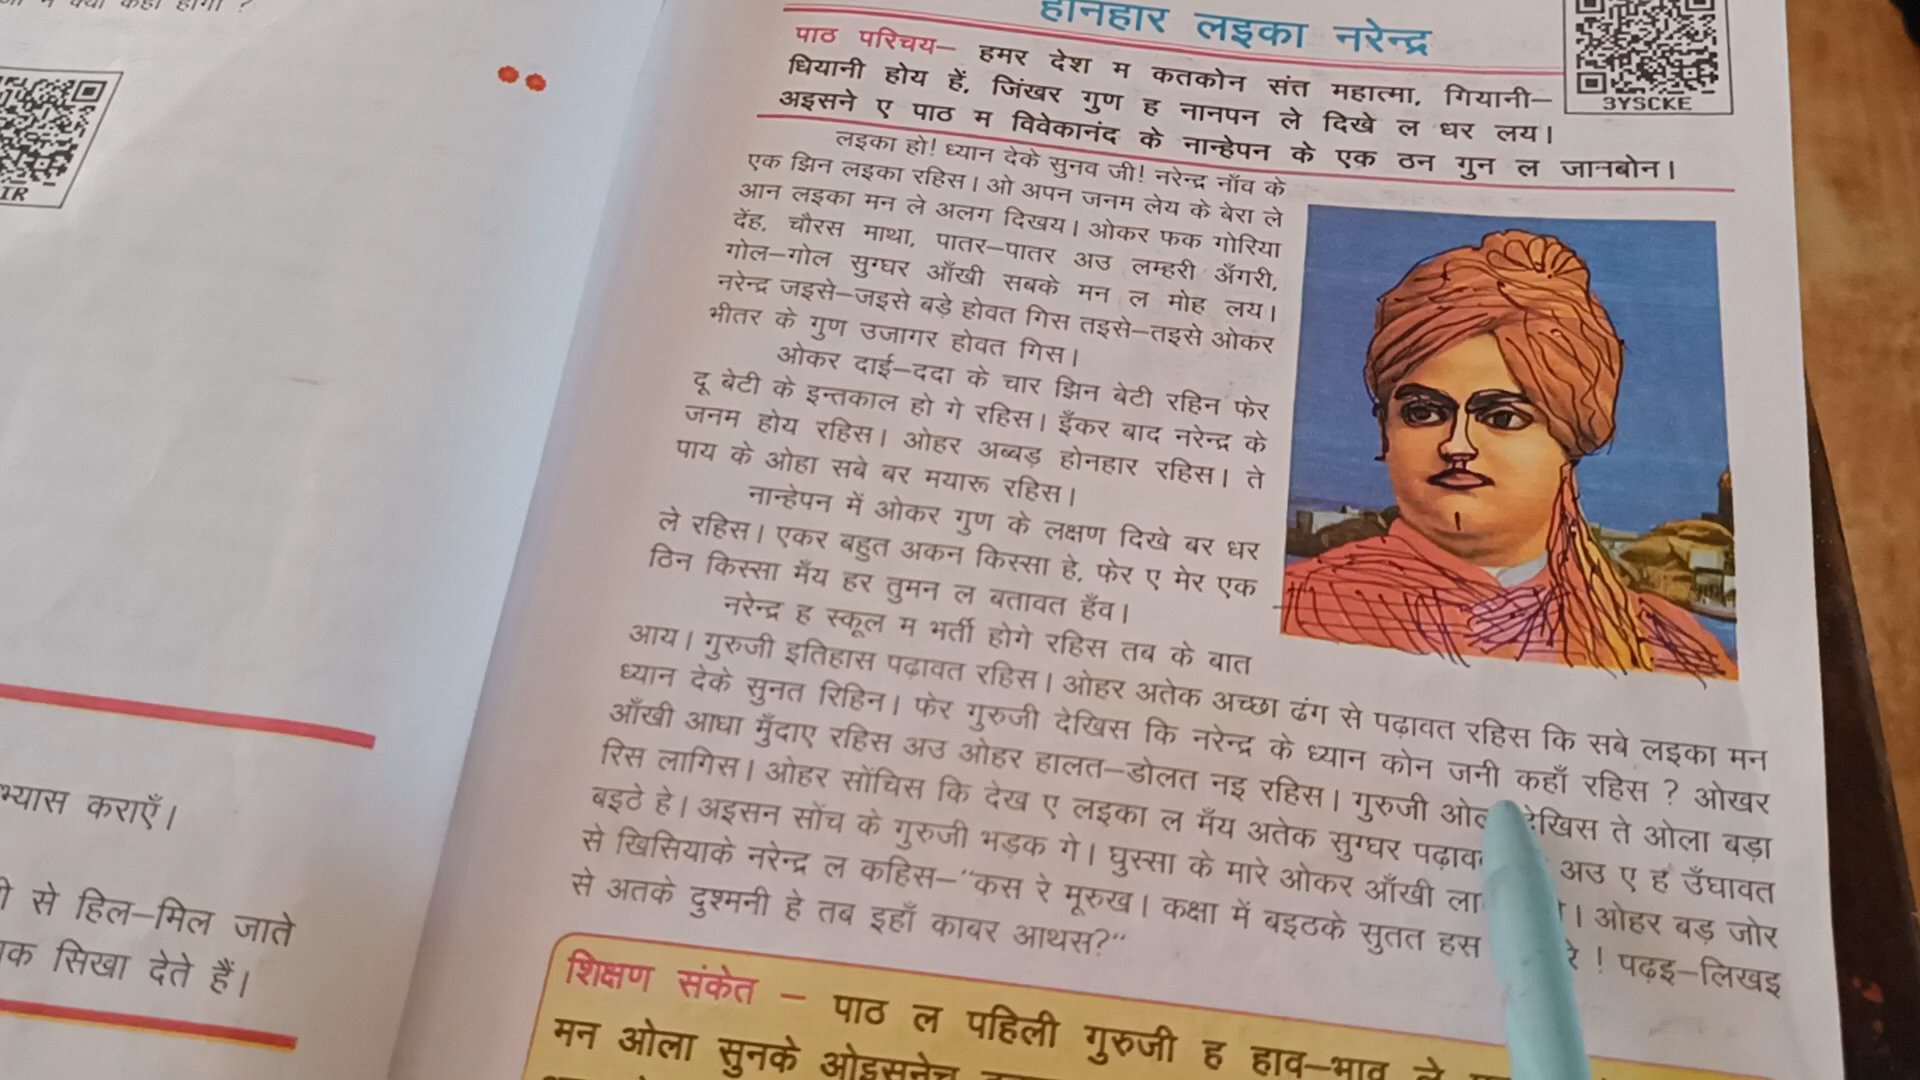 होनहार लइका नरेन्द्र
3YSCKE
पाठ परिचय– हमर देश म कतकोन संत महात्मा, गियानी–
धियानी होय हें, जिंखर गुण ह नानपन ले दिखे ल धर लय।
अइसने ए पाठ म विवेकानंद के नान्हेपन के एक ठन गुन ल जानबोन।
लइका हो! ध्यान देके सुनव जी! नरेन्द्र नाँव के
एक झिन लइका रहिस। ओ अपन जनम लेय के बेरा ले
आन लइका मन ले अलग दिखय। ओकर फक गोरिया
देंह, चौरस माथा, पातर–पातर अउ लम्हरी अँगरी,
गोल–गोल सुग्घर आँखी सबके मन ल मोह लय।
नरेन्द्र जइसे–जइसे बड़े होवत गिस तइसे–तइसे ओकर
भीतर के गुण उजागर होवत गिस।
ओकर दाई–ददा के चार झिन बेटी रहिन फेर
दू बेटी के इन्तकाल हो गे रहिस। इँकर बाद नरेन्द्र के
जनम होय रहिस। ओहर अब्बड़ होनहार रहिस। ते
पाय के ओहा सबे बर मयारू रहिस।
नान्हेपन में ओकर गुण के लक्षण दिखे बर धर
ले रहिस। एकर बहुत अकन किस्सा हे, फेर ए मेर एक
ठिन किस्सा मँय हर तुमन ल बतावत हँव।
नरेन्द्र ह स्कूल म भर्ती होगे रहिस तब के बात
आय। गुरुजी इतिहास पढ़ावत रहिस। ओहर अतेक अच्छा ढंग से पढ़ावत रहिस कि सबे लइका मन
ध्यान देके सुनत रिहिन। फेर गुरुजी देखिस कि नरेन्द्र के ध्यान कोन जनी कहाँ रहिस ? ओखर
आँखी आधा मुँदाए रहिस अउ ओहर हालत–डोलत नइ रहिस। गुरुजी देखिस ते ओला बड़ा
रिस लागिस। ओहर सोंचिस कि देख ए लइका ल मँय अतेक सुग्घर अउ ए ह उँघावत
बइठे हे। अइसन सोंच के गुरुजी भड़क गे। घुस्सा के मारे ओकर आँखी । ओहर बड़ जोर
से खिसियाके नरेन्द्र ल कहिस–“कस रे मूरुख। कक्षा में बइठके सुतत हस रे ! पढ़इ–लिखइ
से अतके दुश्मनी हे तब इहाँ काबर आथस?“
शिक्षण संकेत – पाठ ल पहिली गुरुजी ह हाव–भाव ले
मन ओला सुनके ओइसनेच
IR
भ्यास कराएँ।
से हिल–मिल जाते
सिखा देते हैं।